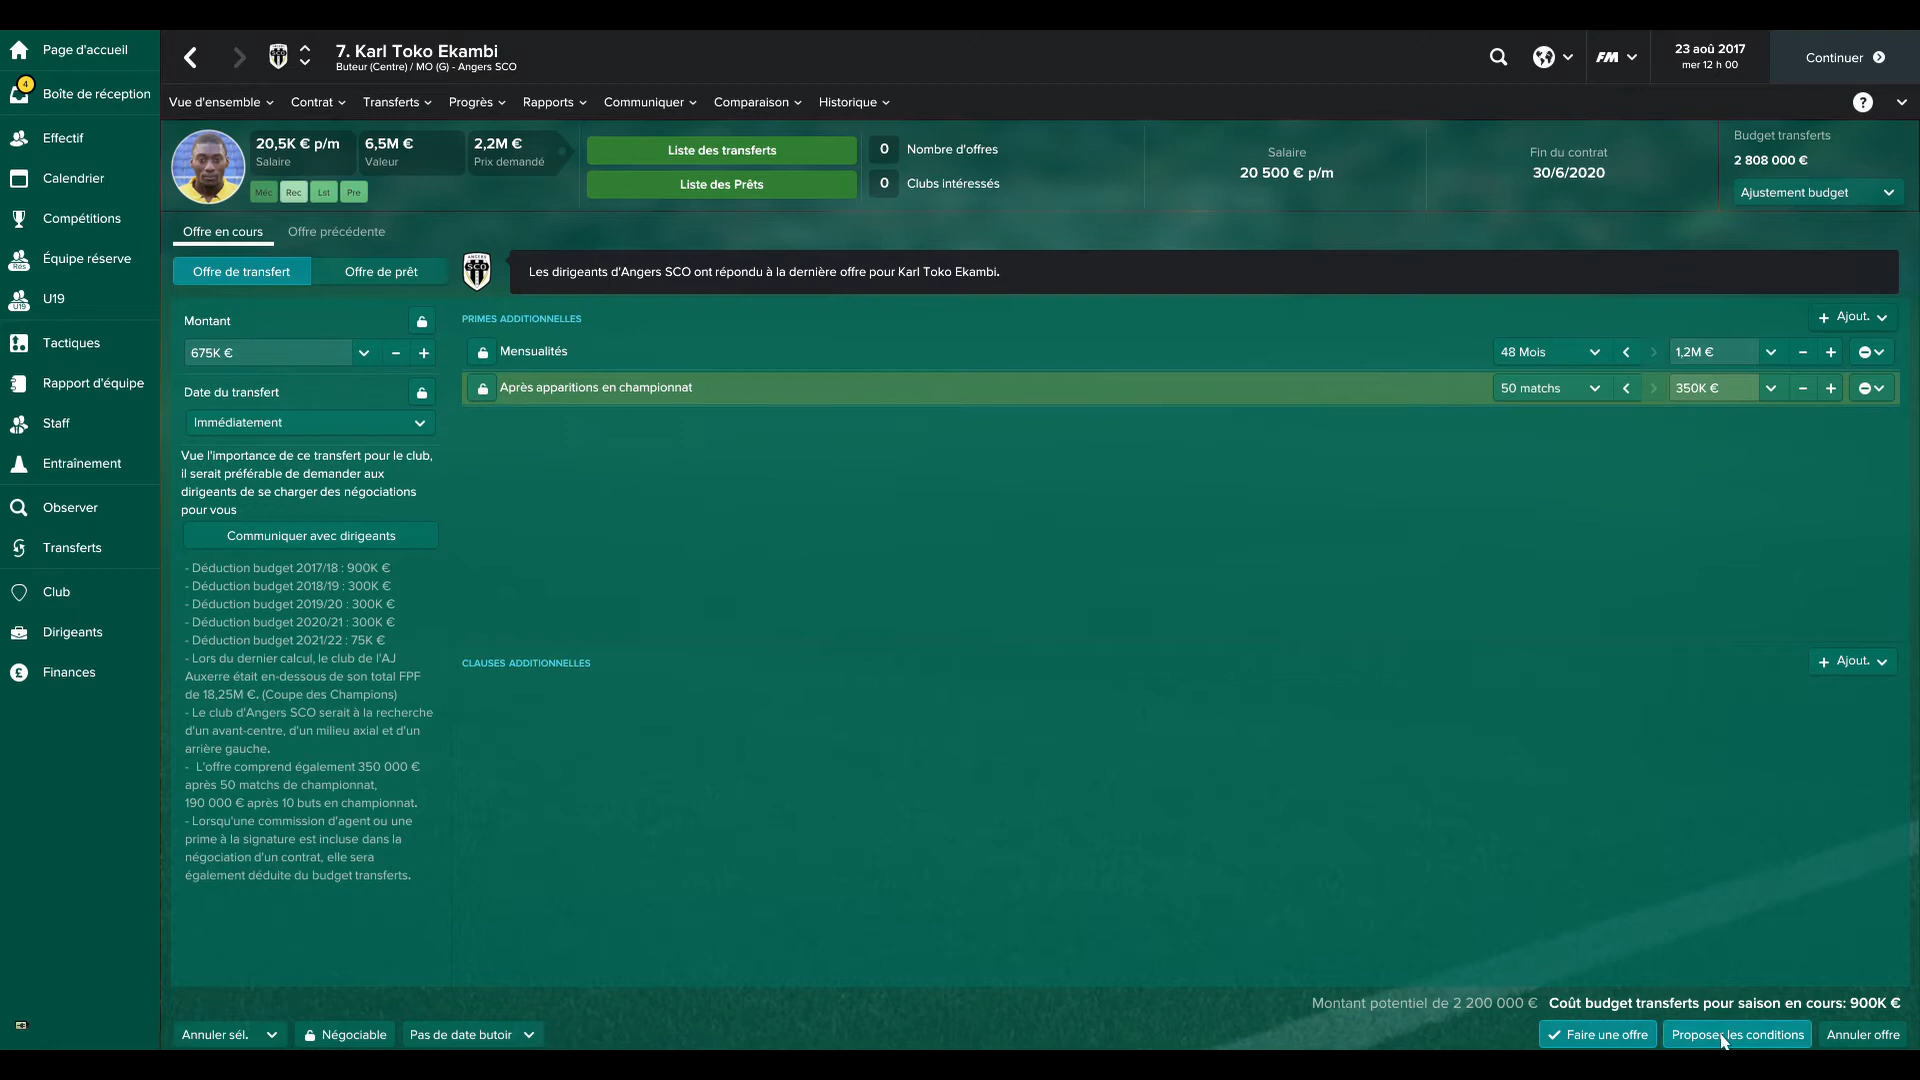 Page d'accueil
4
Boîte de réception
Effectif
Calendrier
Compétitions
Rés
Équipe réserve
U19
U19
Tactiques
Rapport d'équipe
Staff
Entraînement
Observer
Transferts
Club
Dirigeants
£
Finances
7. Karl Toko Ekambi
Buteur (Centre) / MO (G) - Angers SCO
FM
23 aoû 2017
mer 12 h 00
Continuer
Vue d'ensemble
Contrat
Transferts
Progrès
Rapports
Communiquer
Comparaison
Historique
?
20,5K € p/m
Salaire
6,5M €
Valeur
2,2M €
Prix demandé
Méc
Rec
Lst
Pre
Liste des transferts
Liste des Prêts
0
Nombre d'offres
0
Clubs intéressés
Salaire
20 500 € p/m
Fin du contrat
30/6/2020
Budget transferts
2 808 000 €
Ajustement budget
Offre en cours
Offre précédente
Offre de transfert
Offre de prêt
SCO
Les dirigeants d'Angers SCO ont répondu à la dernière offre pour Karl Toko Ekambi.
Montant
675K €
Date du transfert
Immédiatement
Vue l'importance de ce transfert pour le club,
il serait préférable de demander aux
dirigeants de se charger des négociations
pour vous
Communiquer avec dirigeants
- Déduction budget 2017/18 : 900K €
- Déduction budget 2018/19 : 300K €
- Déduction budget 2019/20 : 300K €
- Déduction budget 2020/21 : 300K €
- Déduction budget 2021/22 : 75K €
- Lors du dernier calcul, le club de l'AJ
Auxerre était en-dessous de son total FPF
de 18,25M €. (Coupe des Champions)
- Le club d'Angers SCO serait à la recherche
d'un avant-centre, d'un milieu axial et d'un
arrière gauche.
- L'offre comprend également 350 000 €
après 50 matchs de championnat,
190 000 € après 10 buts en championnat.
- Lorsqu'une commission d'agent ou une
prime à la signature est incluse dans la
négociation d'un contrat, elle sera
également déduite du budget transferts.
PRIMES ADDITIONNELLES
+ Ajout.
Mensualités
48 Mois
1,2M €
Après apparitions en championnat
50 matchs
350K €
CLAUSES ADDITIONNELLES
+ Ajout.
Montant potentiel de 2 200 000 €
Coût budget transferts pour saison en cours: 900K €
Annuler sél.
Négociable
Pas de date butoir
Faire une offre
Proposer les conditions
Annuler offre